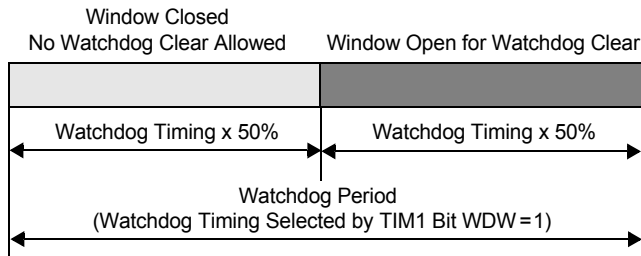 Window Closed
No Watchdog Clear Allowed
Window Open for Watchdog Clear
Watchdog Timing x 50%
Watchdog Timing x 50%
Watchdog Period
(Watchdog Timing Selected by TIM1 Bit WDW=1)